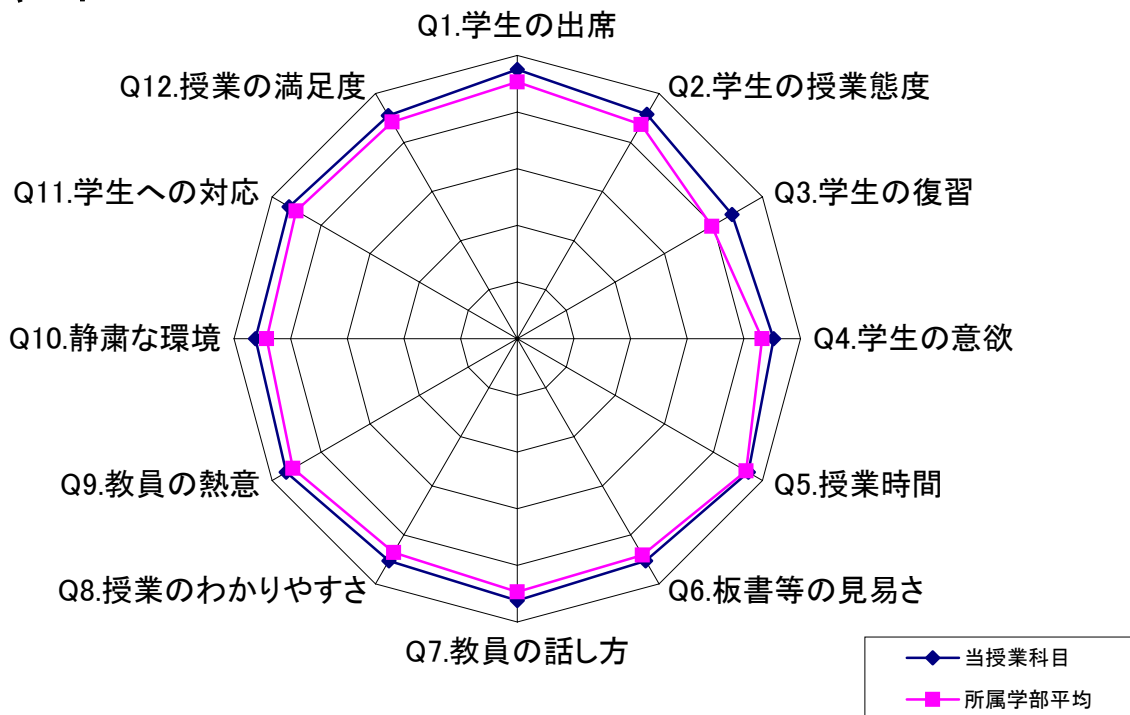 Q1.学生の出席
Q2.学生の授業態度
Q3.学生の復習
Q4.学生の意欲
Q5.授業時間
Q6.板書等の見易さ
Q7.教員の話し方
Q8.授業のわかりやすさ
Q9.教員の熱意
Q10.静粛な環境
Q11.学生への対応
Q12.授業の満足度
当授業科目
所属学部平均